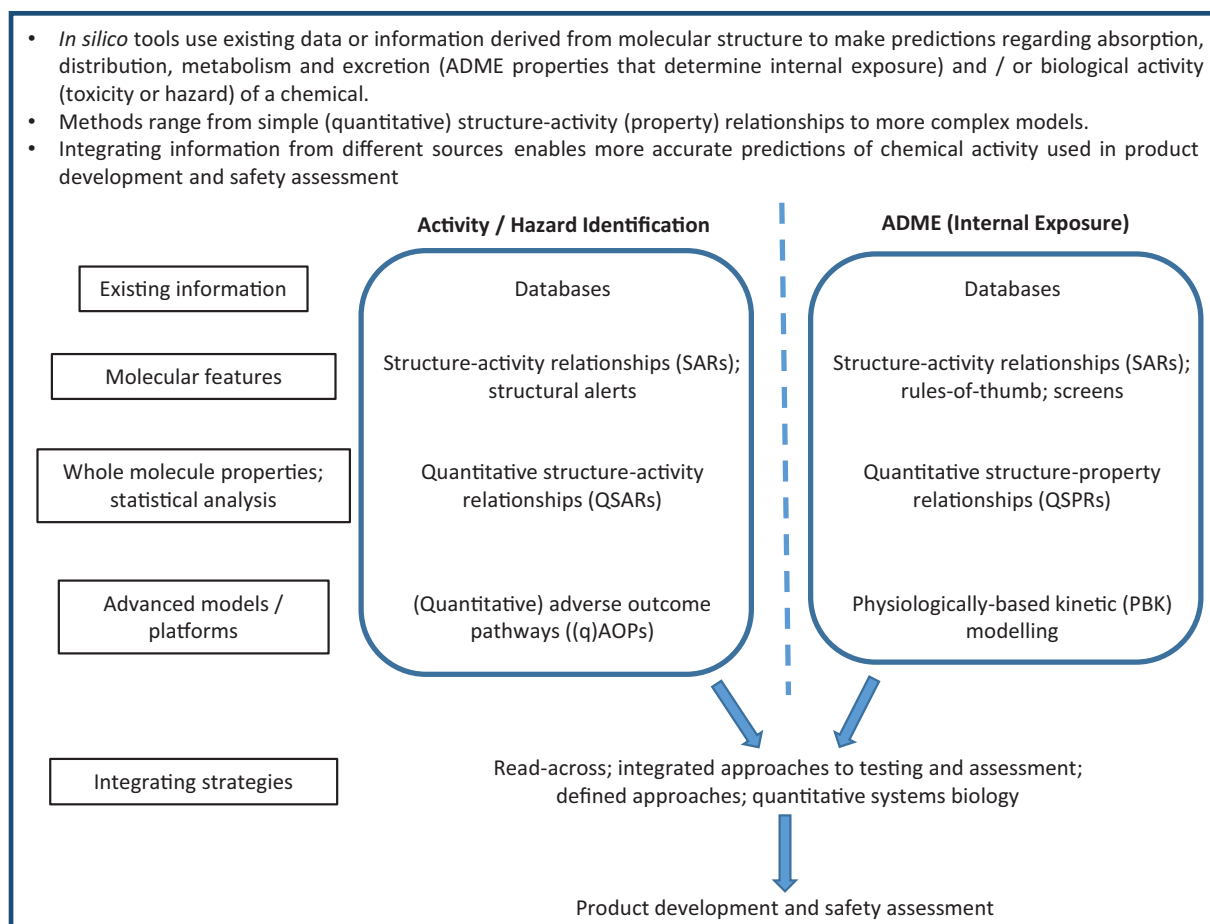 • In silico tools use existing data or information derived from molecular structure to make predictions regarding absorption,
distribution, metabolism and excretion (ADME properties that determine internal exposure) and / or biological activity
(toxicity or hazard) of a chemical.
• Methods range from simple (quantitative) structure-activity (property) relationships to more complex models.
• Integrating information from different sources enables more accurate predictions of chemical activity used in product
development and safety assessment
Activity / Hazard Identification
ADME (Internal Exposure)
Existing information
Databases
Databases
Molecular features
Structure-activity relationships (SARs);
structural alerts
Structure-activity relationships (SARs);
rules-of-thumb; screens
Whole molecule properties;
statistical analysis
Quantitative structure-activity
relationships (QSARs)
Quantitative structure-property
relationships (QSPRs)
Advanced models /
platforms
(Quantitative) adverse outcome
pathways ((q)AOPs)
Physiologically-based kinetic (PBK)
modelling
Integrating strategies
Read-across; integrated approaches to testing and assessment;
defined approaches; quantitative systems biology
Product development and safety assessment